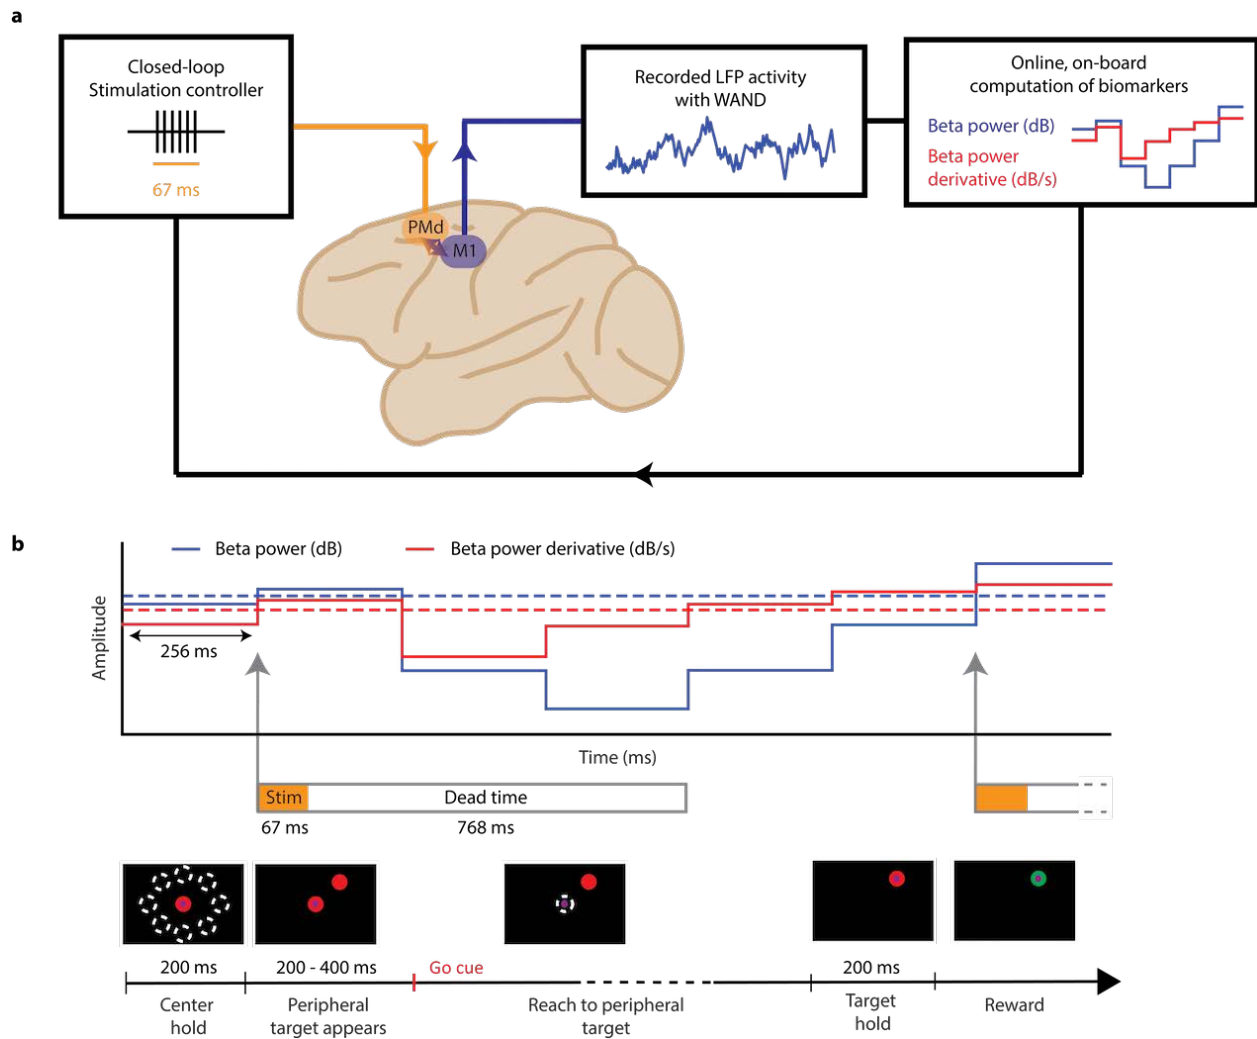 a
Closed-loop
Stimulation controller
67 ms
Recorded LFP activity
with WAND
Online, on-board
computation of biomarkers
Beta power (dB)
Beta power
derivative (dB/s)
PMd
M1
b
Beta power (dB)
Beta power derivative (dB/s)
Amplitude
256 ms
Time (ms)
Stim
Dead time
67 ms
768 ms
200 ms
200 - 400 ms
Go cue
200 ms
Center
hold
Peripheral
target appears
Reach to peripheral
target
Target
hold
Reward